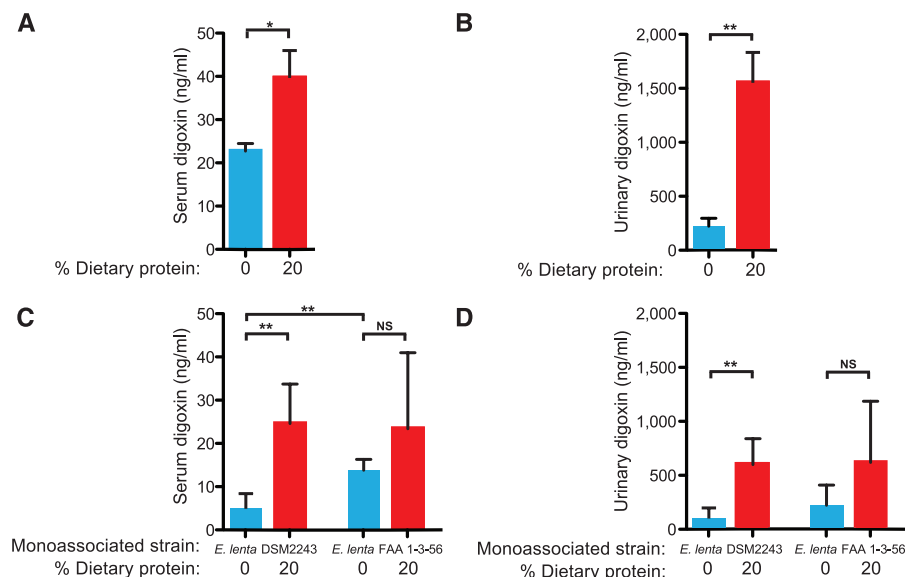 A
Serum digoxin (ng/ml)
50
40
30
20
10
0
*
% Dietary protein:
0 20
B
Urinary digoxin (ng/ml)
2,000
1,500
1,000
500
0
**
% Dietary protein:
0 20
C
Serum digoxin (ng/ml)
50
40
30
20
10
0
**
**
NS
Monoassociated strain: E. lenta DSM2243 E. lenta FAA 1-3-56
% Dietary protein: 0 20 0 20
D
Urinary digoxin (ng/ml)
2,000
1,500
1,000
500
0
**
NS
Monoassociated strain: E. lenta DSM2243 E. lenta FAA 1-3-56
% Dietary protein: 0 20 0 20